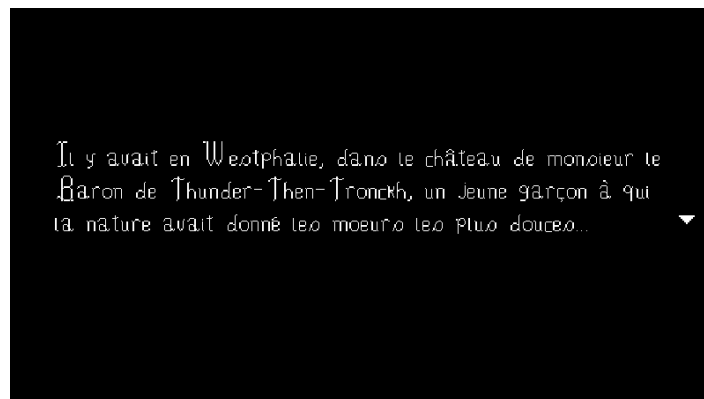 Il y avait en Westphalie, dans le château de monsieur le
Baron de Thunder-Then-Tronckh, un jeune garçon à qui
la nature avait donné les moeurs les plus douces...